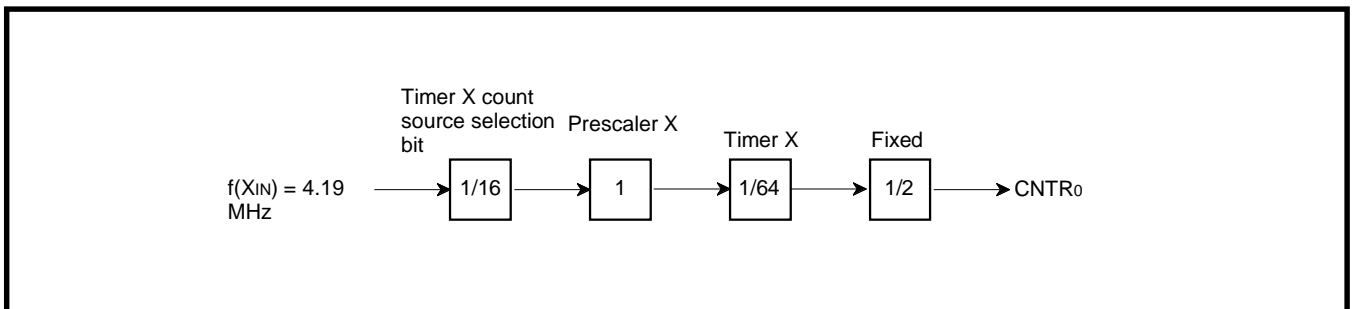 Timer X count
source selection
bit
Prescaler X
Timer X
Fixed
f(XIN) = 4.19
MHz
1/16
1
1/64
1/2
CNTR0